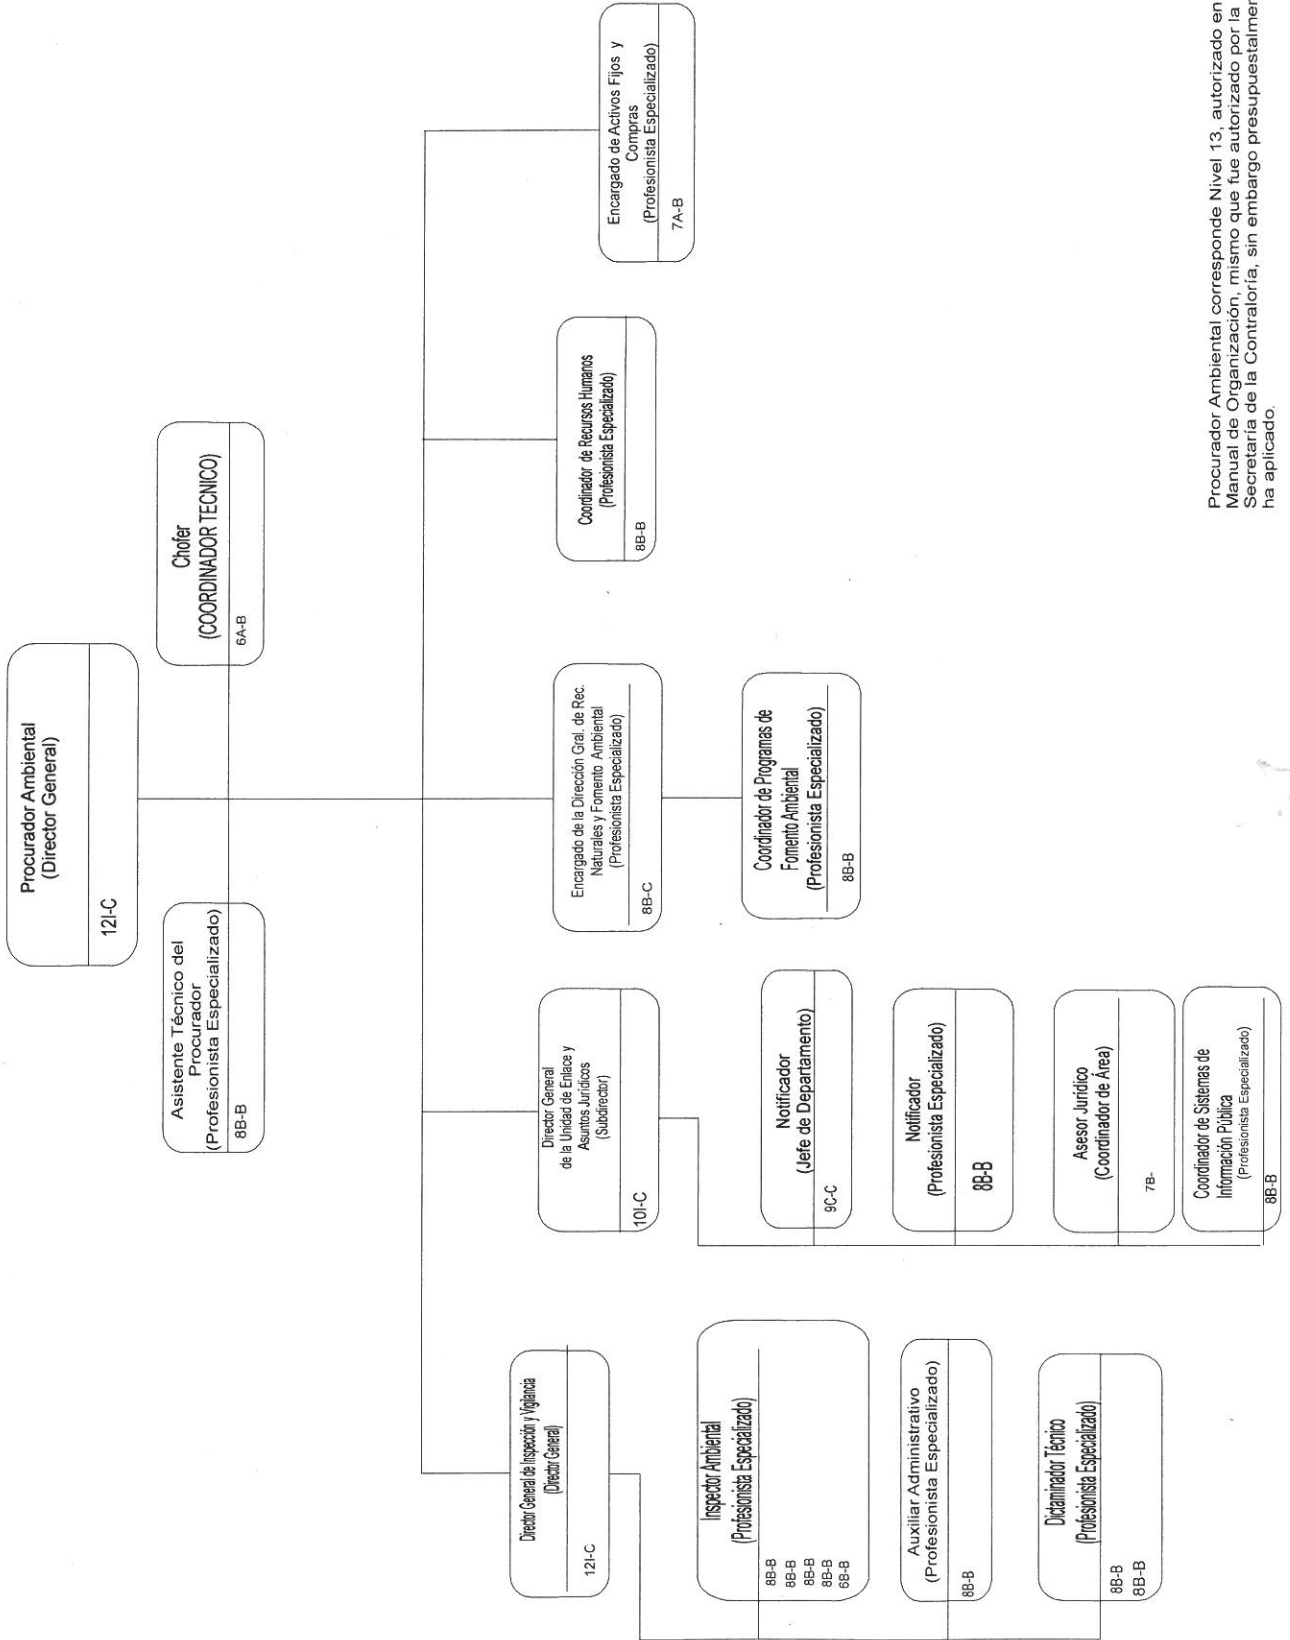 Procurador Ambiental
(Director General)
12I-C
Asistente Técnico del
Procurador
(Profesionista Especializado)
8B-B
Chofer
(COORDINADOR TECNICO)
6A-B
Director General de Inspección y Vigilancia
(Director General)
12I-C
Inspector Ambiental
(Profesionista Especializado)
8B-B
8B-B
8B-B
8B-B
6B-B
Auxiliar Administrativo
(Profesionista Especializado)
8B-B
Dictaminador Técnico
(Profesionista Especializado)
8B-B
8B-B
Director General
de la Unidad de Enlace y
Asuntos Jurídicos
(Subdirector)
10I-C
Notificador
(Jefe de Departamento)
9C-C
Notificador
(Profesionista Especializado)
8B-B
Asesor Jurídico
(Coordinador de Área)
7B-
Coordinador de Sistemas de
Información Pública
(Profesionista Especializado)
8B-B
Encargado de la Dirección Gral. de Rec.
Naturales y Fomento Ambiental
(Profesionista Especializado)
8B-C
Coordinador de Programas de
Fomento Ambiental
(Profesionista Especializado)
8B-B
Coordinador de Recursos Humanos
(Profesionista Especializado)
8B-B
Encargado de Activos Fijos y
Compras
(Profesionista Especializado)
7A-B
Procurador Ambiental corresponde Nivel 13, autorizado en
Manual de Organización, mismo que fue autorizado por la
Secretaría de la Contraloría, sin embargo presupuestalmer
ha aplicado.